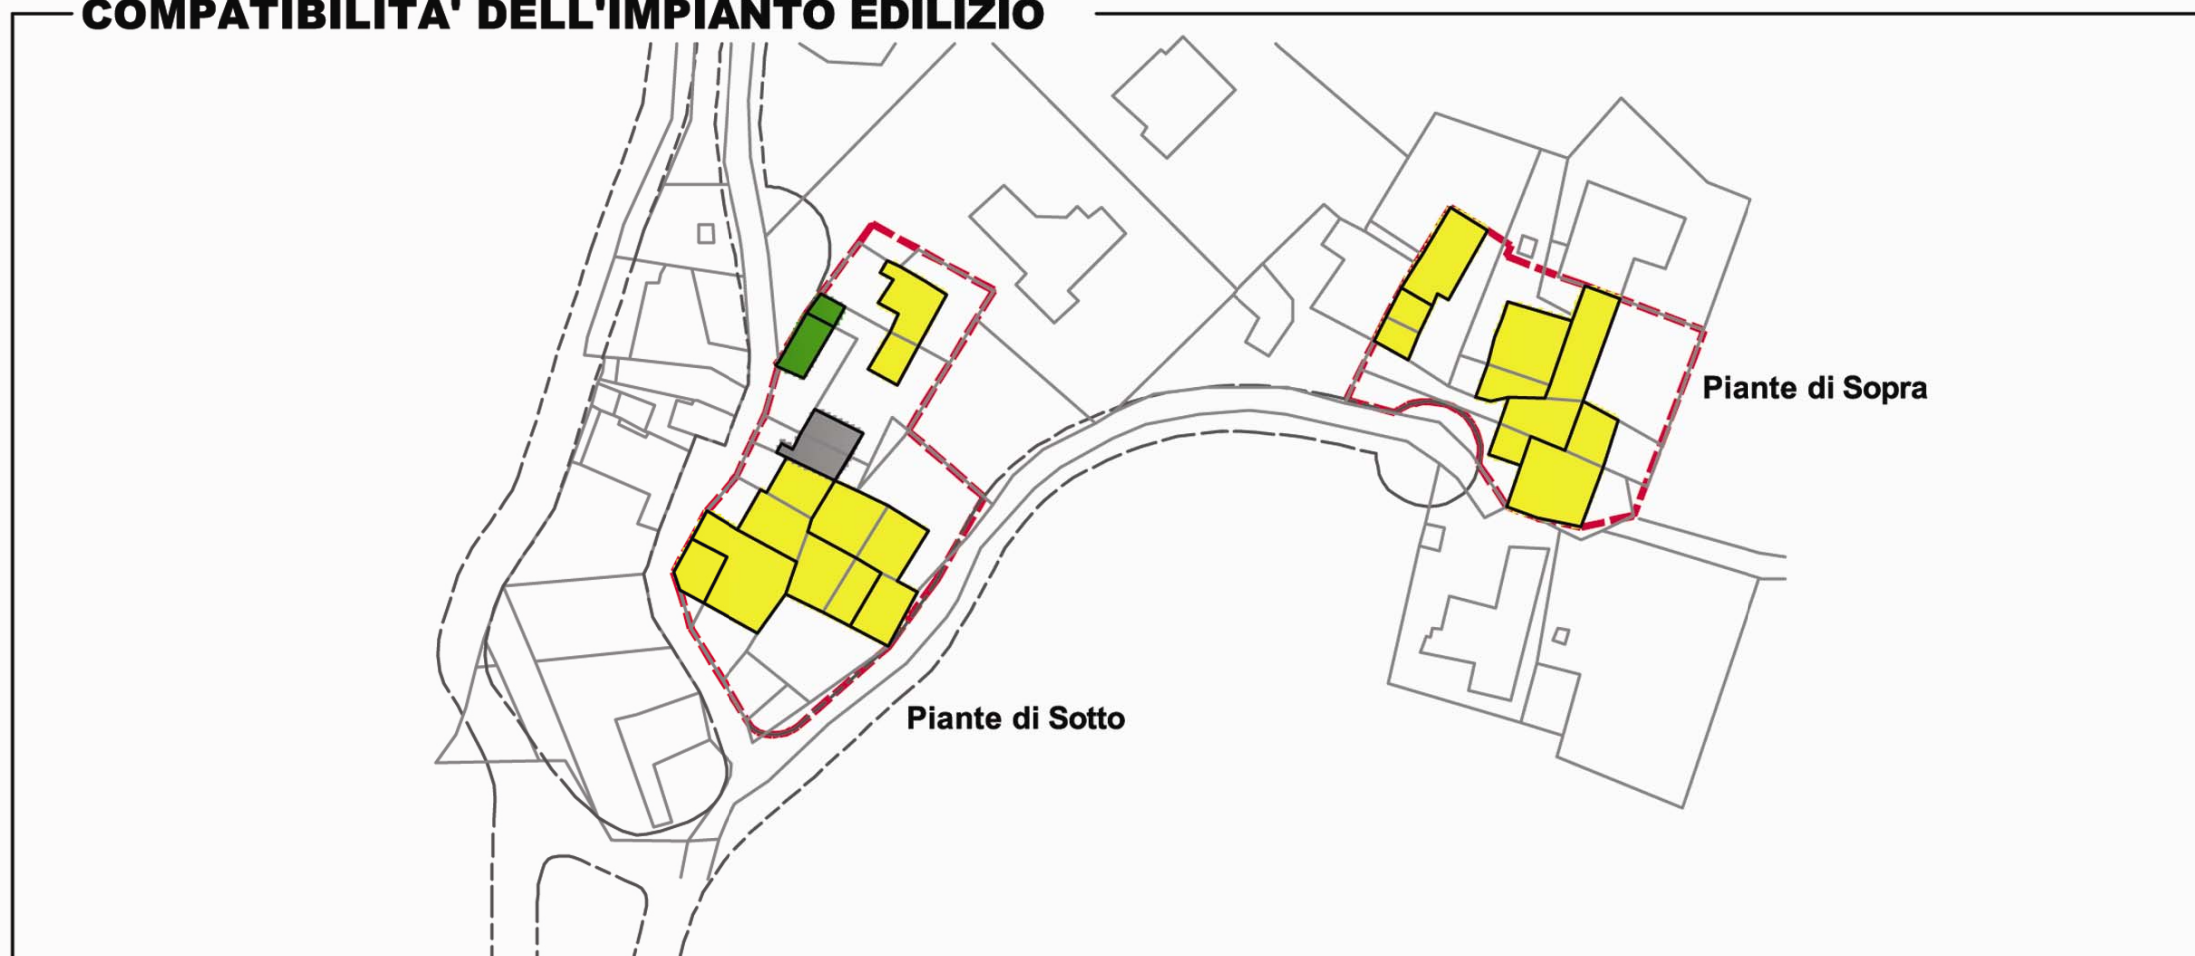 COMPATIBILITA' DELL'IMPIANTO EDILIZIO
Piante di Sopra
Piante di Sotto